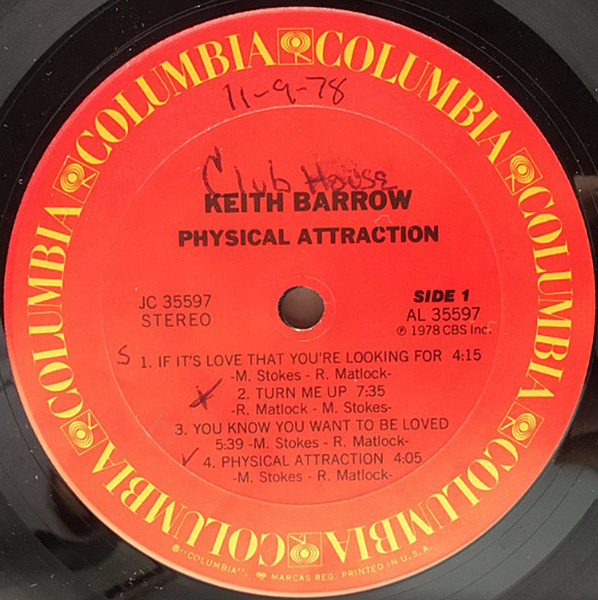 COLUMBIA COLUMBIA COLUMBIA COLUMBIA COLUMBIA COLUMBIA COLUMBIA COLUMBIA
11-9-78
Club House
KEITH BARROW
PHYSICAL ATTRACTION
JC 35597
STEREO
SIDE 1
AL 35597
℗ 1978 CBS Inc.
S 1. IF IT'S LOVE THAT YOU'RE LOOKING FOR 4:15
-M. Stokes - R. Matlock-
2. TURN ME UP 7:35
-R. Matlock - M. Stokes-
3. YOU KNOW YOU WANT TO BE LOVED
5:39 -M. Stokes - R. Matlock-
✓ 4. PHYSICAL ATTRACTION 4:05
-M. Stokes - R. Matlock-
®"COLUMBIA", MARCAS REG. PRINTED IN U.S.A.